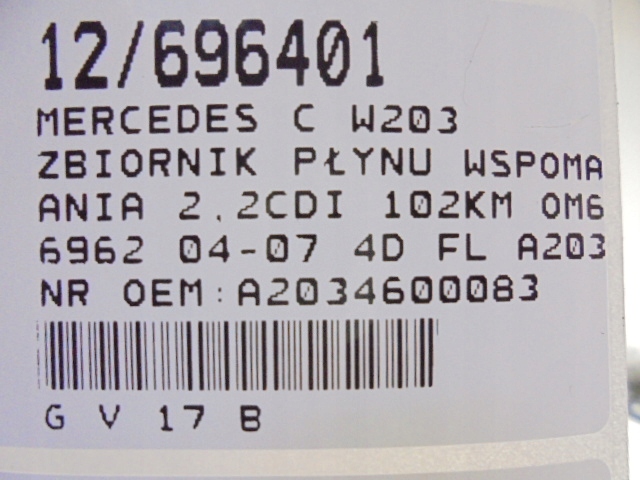 12/696401
MERCEDES C W203
ZBIORNIK PŁYNU WSPOMA
ANIA 2.2CDI 102KM OM6
6962 04-07 4D FL A203
NR OEM:A2034600083
G V 17 B